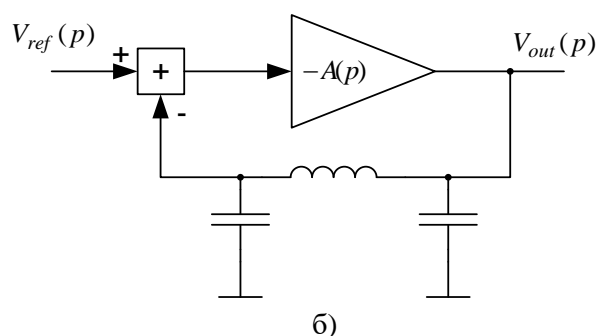 V_ref(p)
V_out(p)
+
+
−A(p)
-
б)